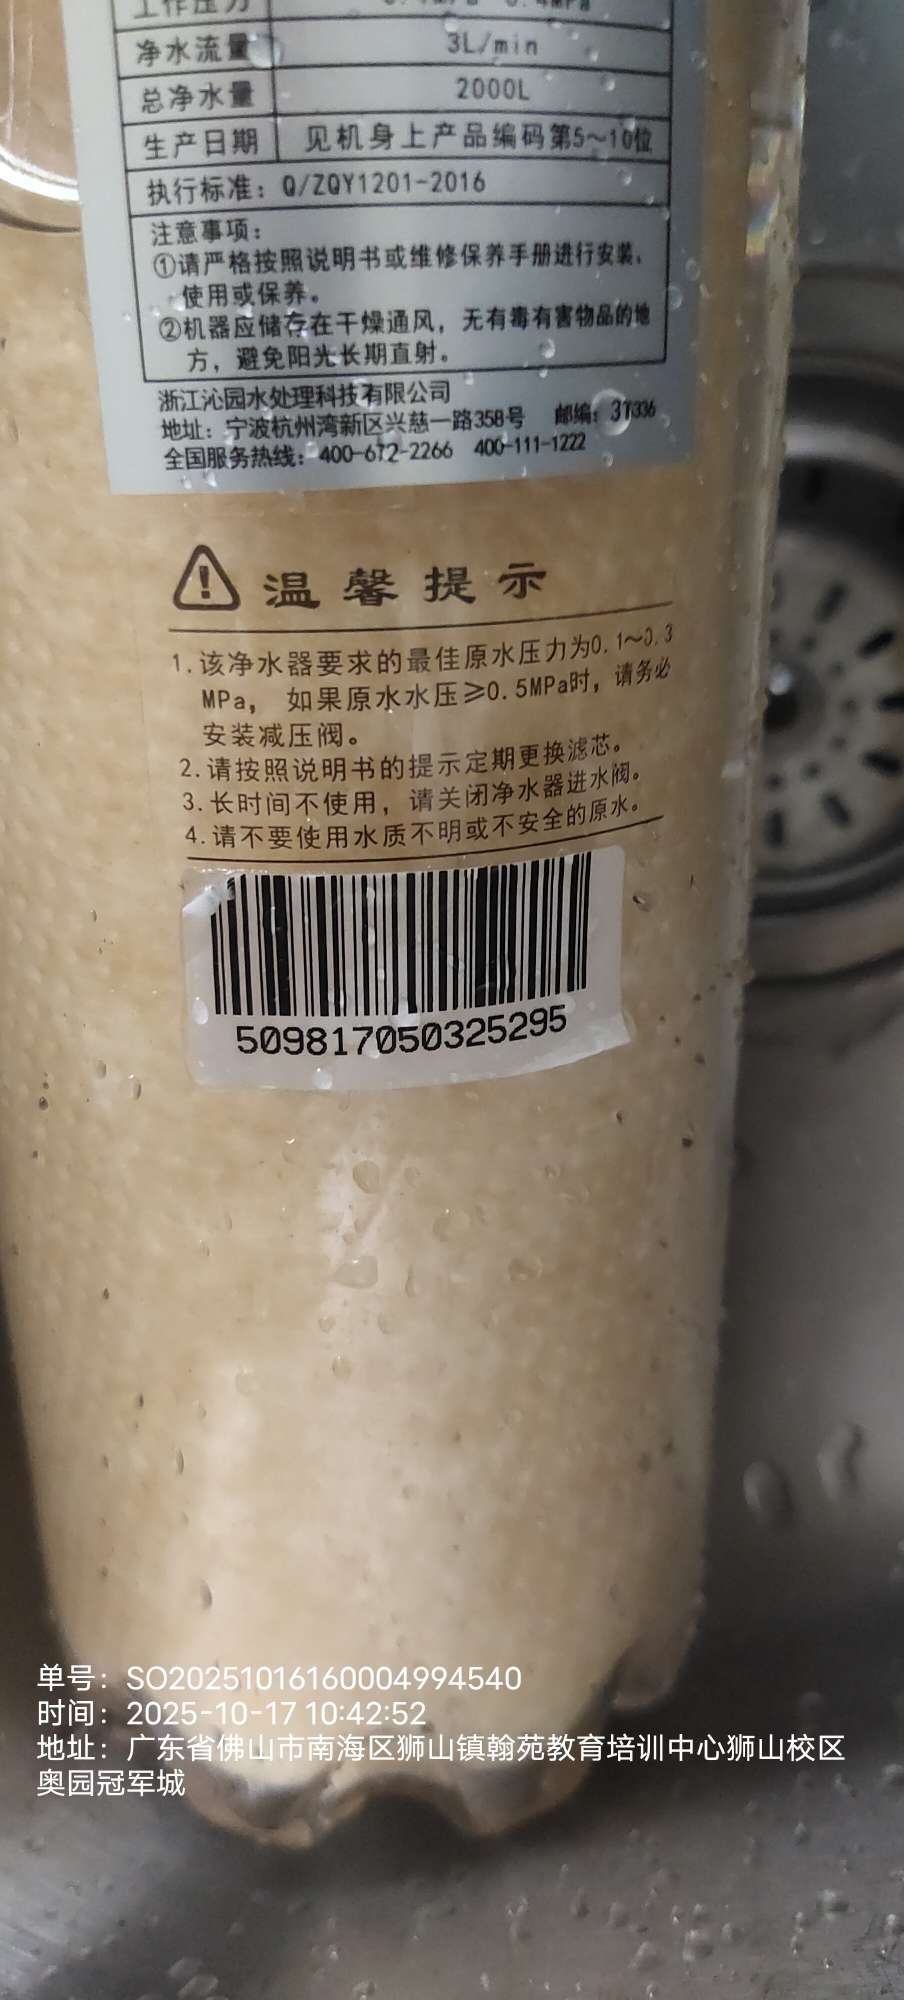 工作压力
净水流量 3L/min
总净水量 2000L
生产日期 见机身上产品编码第5~10位
执行标准：Q/ZQY1201-2016
注意事项：
①请严格按照说明书或维修保养手册进行安装、
使用或保养。
②机器应储存在干燥通风，无有毒有害物品的地
方，避免阳光长期直射。
浙江沁园水处理科技有限公司
地址：宁波杭州湾新区兴慈一路358号 邮编：
全国服务热线：400-672-2266 400-111-1222
温馨提示
1.该净水器要求的最佳原水压力为0.1~0.3
MPa，如果原水水压≥0.5MPa时，请务必
安装减压阀。
2.请按照说明书的提示定期更换滤芯。
3.长时间不使用，请关闭净水器进水阀。
4.请不要使用水质不明或不安全的原水。
509817050325295
单号：SO20251016160004994540
时间：2025-10-17 10:42:52
地址：广东省佛山市南海区狮山镇翰苑教育培训中心狮山校区
奥园冠军城